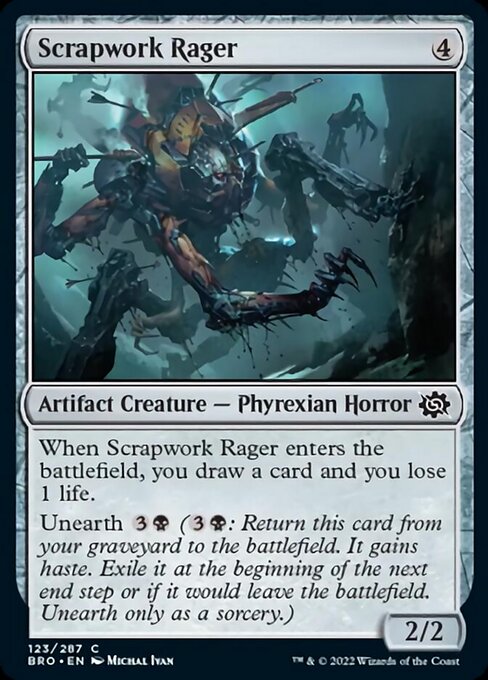 Scrapwork Rager 4
Artifact Creature — Phyrexian Horror
When Scrapwork Rager enters the
battlefield, you draw a card and you lose
1 life.
Unearth 3 (3: Return this card from
your graveyard to the battlefield. It gains
haste. Exile it at the beginning of the next
end step or if it would leave the battlefield.
Unearth only as a sorcery.)
2/2
123/287 C
BRO • EN Michal Ivan
™ & © 2022 Wizards of the Coast